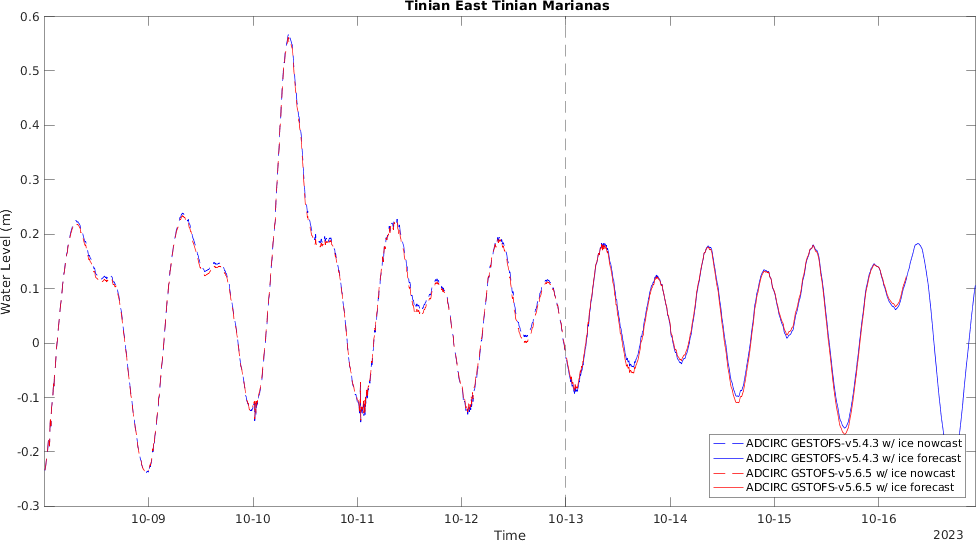 Tinian East Tinian Marianas
0.6
0.5
0.4
0.3
0.2
0.1
0
-0.1
-0.2
-0.3
Water Level (m)
10-09
10-10
10-11
10-12
10-13
10-14
10-15
10-16
Time
2023
ADCIRC GESTOFS-v5.4.3 w/ ice nowcast
ADCIRC GESTOFS-v5.4.3 w/ ice forecast
ADCIRC GSTOFS-v5.6.5 w/ ice nowcast
ADCIRC GSTOFS-v5.6.5 w/ ice forecast